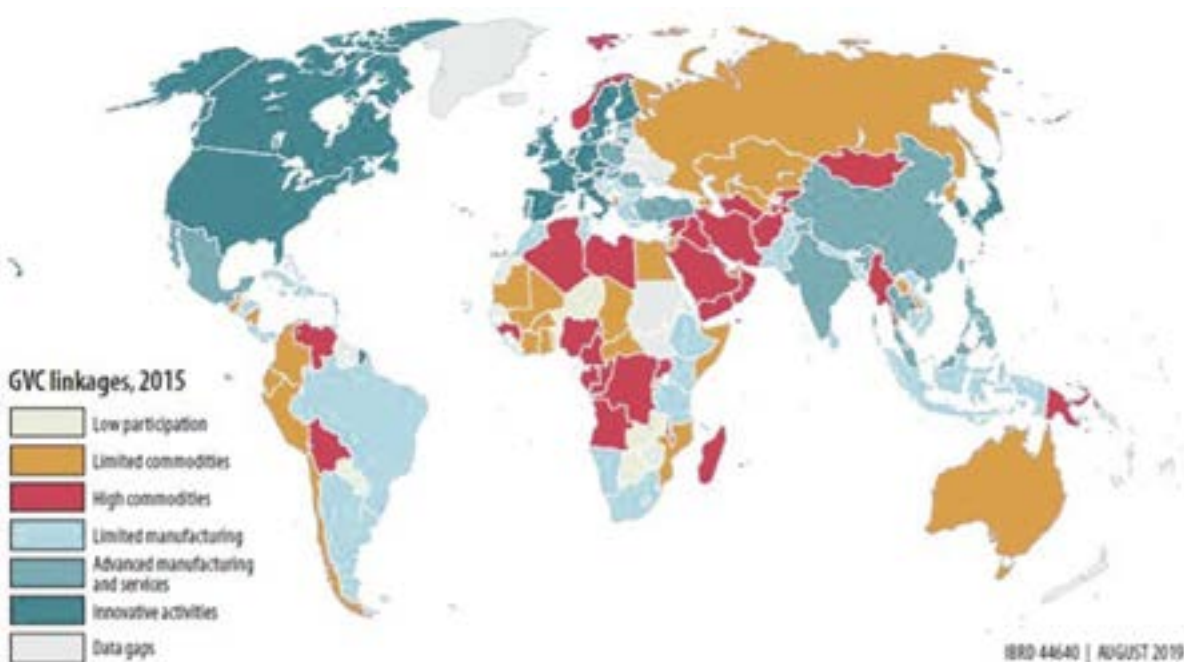 GVC linkages, 2015
Low participation
Limited commodities
High commodities
Limited manufacturing
Advanced manufacturing
and services
Innovative activities
Data gaps
IBRD 44640 | AUGUST 2019